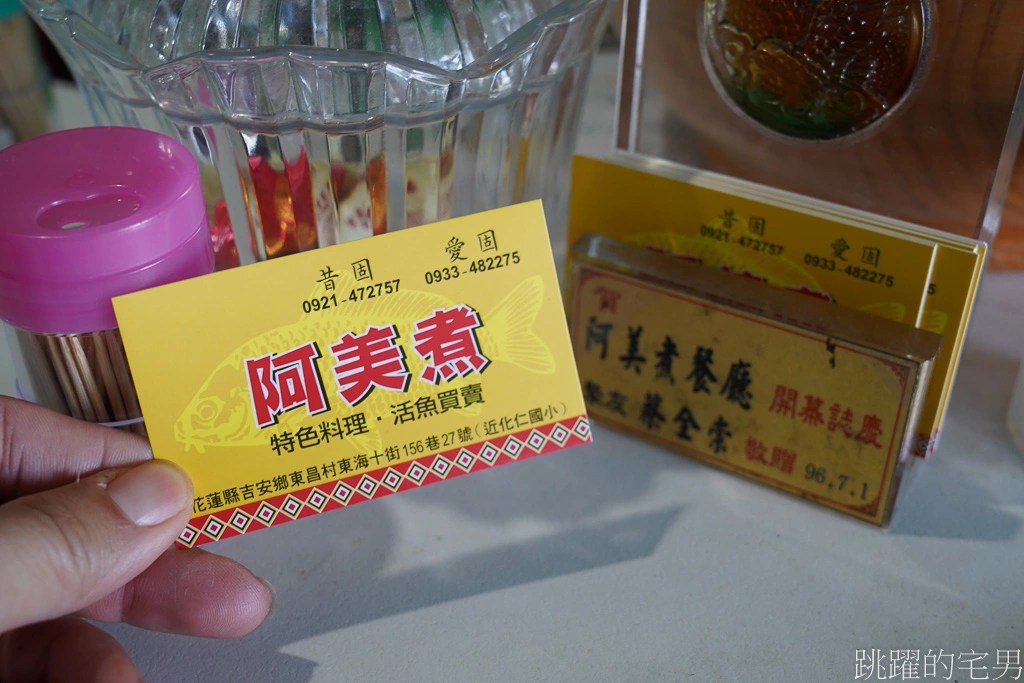 昔固
0921-472757
愛固
0933-482275
阿美煮
特色料理・活魚買賣
花蓮縣吉安鄉東昌村東海十街156巷27號(近化仁國小)
昔固
0921-472757
愛固
0933-482275
賀
阿美煮餐廳 開幕誌慶
摯友 蔡全崇 敬贈 96.7.1
跳躍的宅男